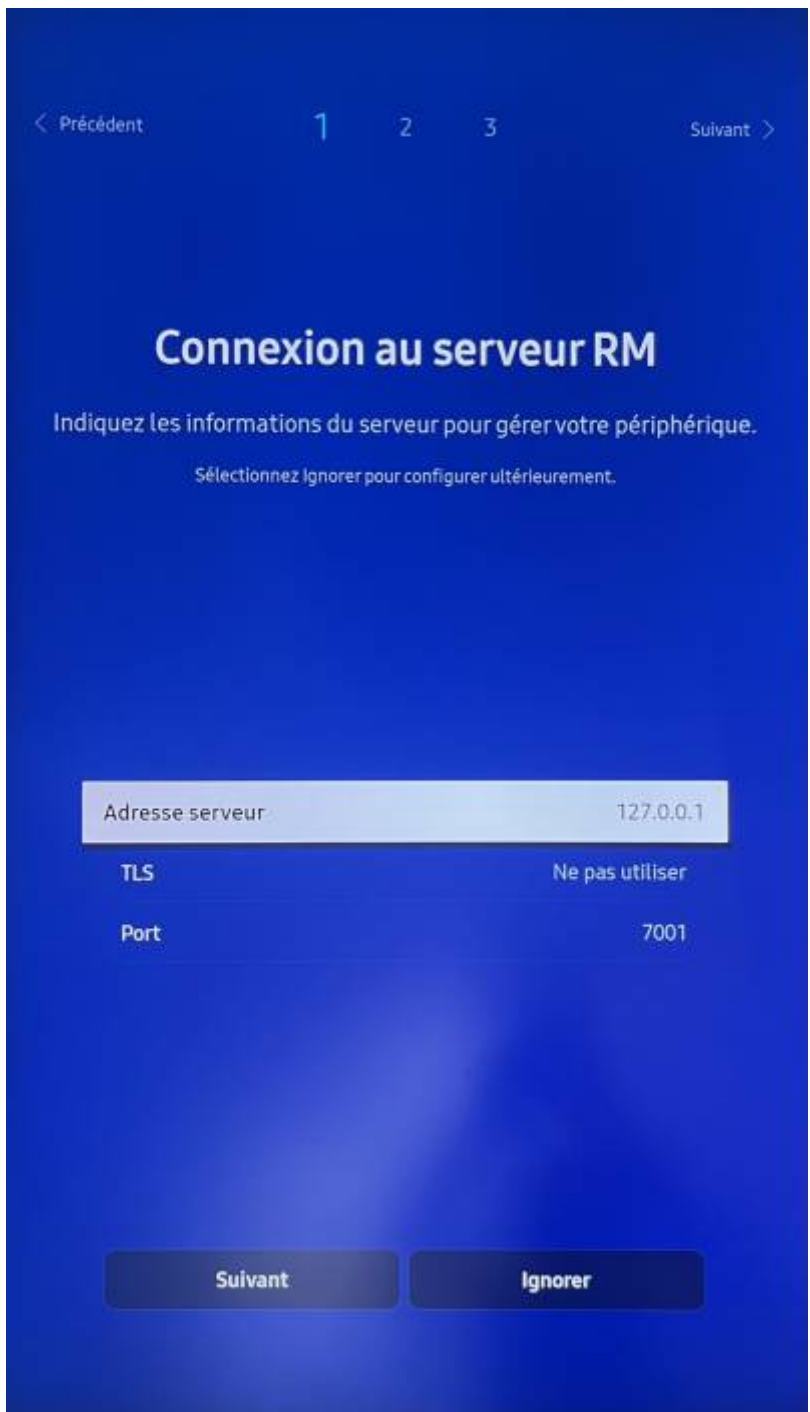 < Précédent 1 2 3 Suivant >
Connexion au serveur RM
Indiquez les informations du serveur pour gérer votre périphérique.
Sélectionnez Ignorer pour configurer ultérieurement.
Adresse serveur 127.0.0.1
TLS Ne pas utiliser
Port 7001
Suivant Ignorer